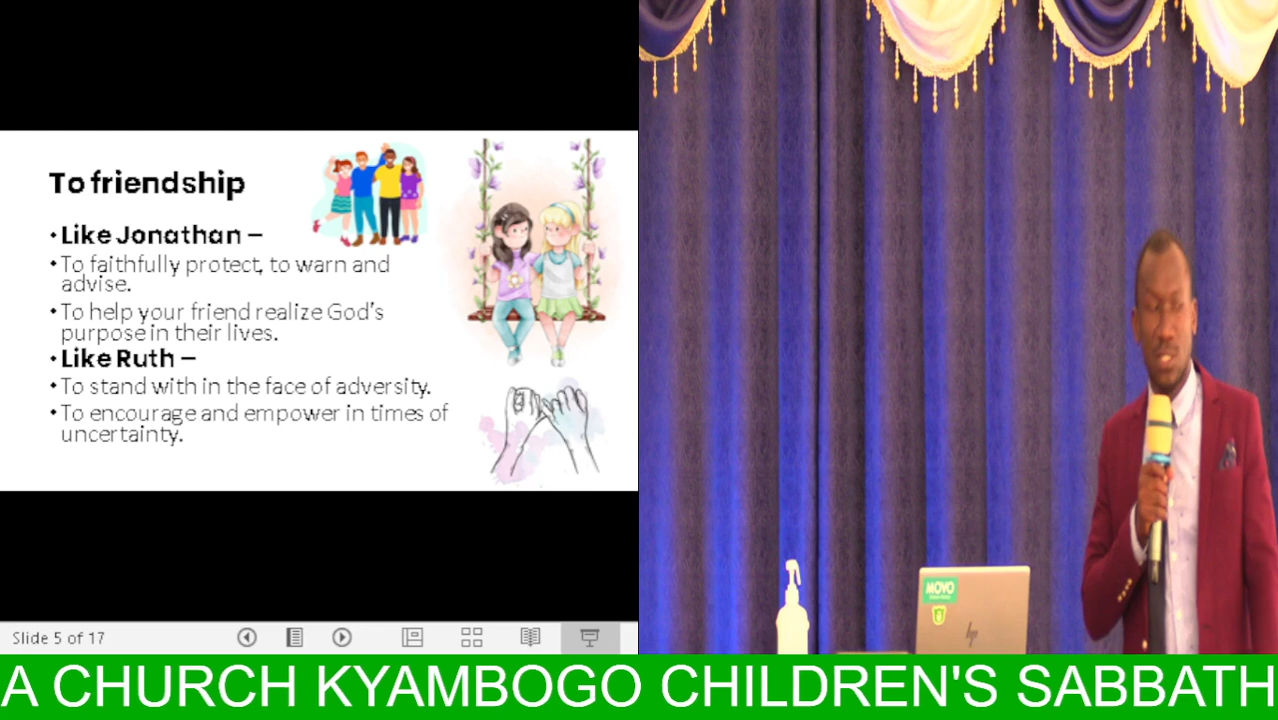 To friendship
• Like Jonathan –
• To faithfully protect, to warn and
advise.
• To help your friend realize God's
purpose in their lives.
• Like Ruth –
• To stand with in the face of adversity.
• To encourage and empower in times of
uncertainty.
Slide 5 of 17
MOVO
hp
A CHURCH KYAMBOGO CHILDREN'S SABBATH